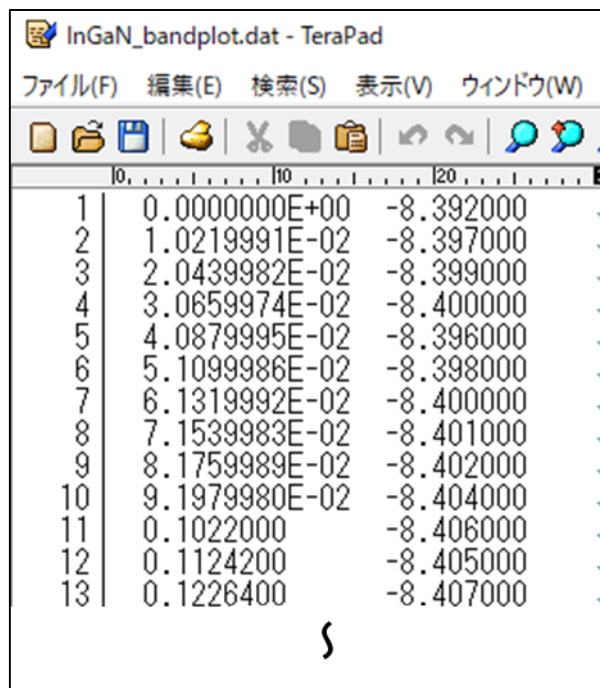 InGaN_bandplot.dat - TeraPad
ファイル(F) 編集(E) 検索(S) 表示(V) ウィンドウ(W)
0 10 20
1 0.0000000E+00 -8.392000
2 1.0219991E-02 -8.397000
3 2.0439982E-02 -8.399000
4 3.0659974E-02 -8.400000
5 4.0879995E-02 -8.396000
6 5.1099986E-02 -8.398000
7 6.1319992E-02 -8.400000
8 7.1539983E-02 -8.401000
9 8.1759989E-02 -8.402000
10 9.1979980E-02 -8.404000
11 0.1022000 -8.406000
12 0.1124200 -8.405000
13 0.1226400 -8.407000